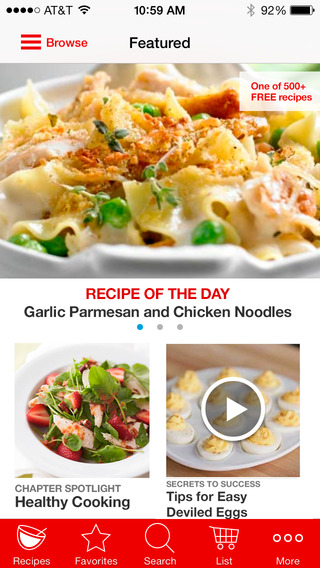 AT&T 10:59 AM 92%
Browse Featured
One of 500+
FREE recipes
RECIPE OF THE DAY
Garlic Parmesan and Chicken Noodles
CHAPTER SPOTLIGHT
Healthy Cooking
SECRETS TO SUCCESS
Tips for Easy
Deviled Eggs
Recipes Favorites Search List More